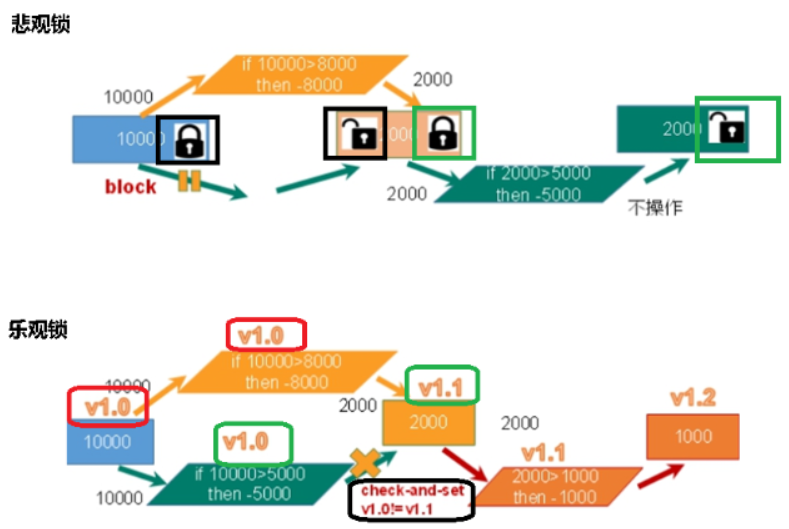 悲观锁
if 10000>8000
then -8000
10000
2000
10000
2000
2000
block
2000
if 2000>5000
then -5000
不操作
乐观锁
v1.0
if 10000>8000
then -8000
10000
v1.0
v1.1
v1.2
2000
2000
2000
10000
v1.0
v1.1
1000
if 10000>5000
then -5000
2000>1000
then -1000
10000
check-and-set
v1.0!= v1.1